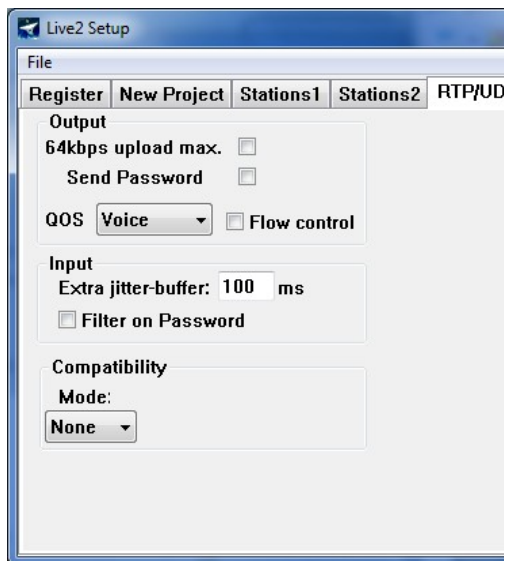 Live2 Setup
File
Register New Project Stations1 Stations2 RTP/UD
Output
64kbps upload max.
Send Password
QOS Voice Flow control
Input
Extra jitter-buffer: 100 ms
Filter on Password
Compatibility
Mode:
None